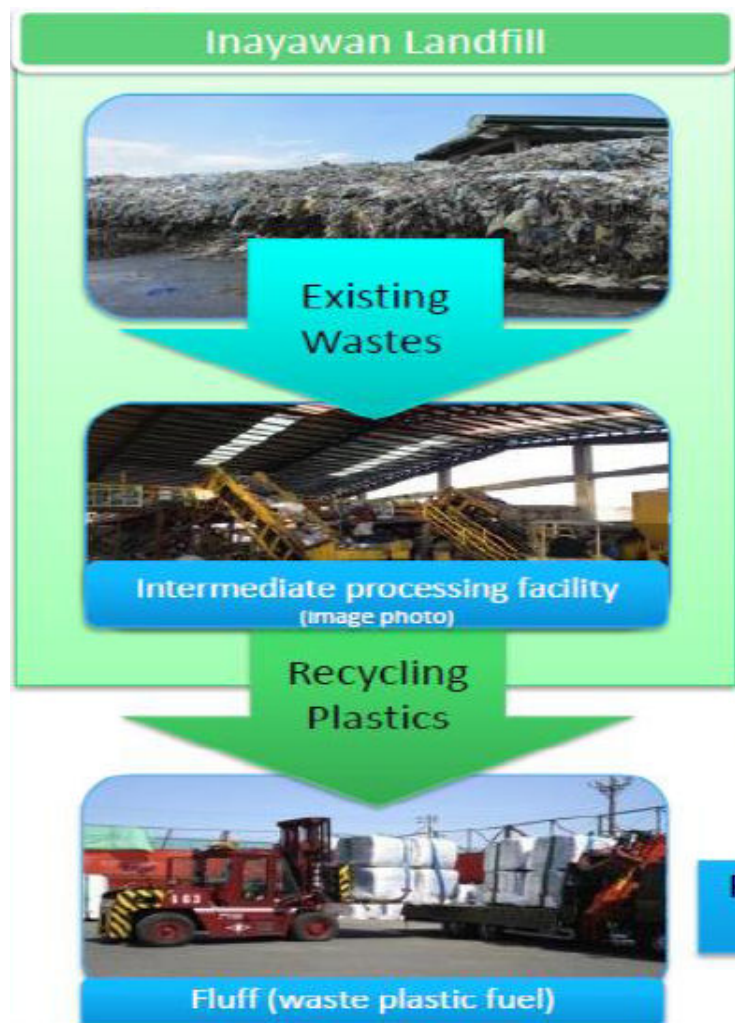 Inayawan Landfill
Existing
Wastes
Intermediate processing facility
(image photo)
Recycling
Plastics
Fluff (waste plastic fuel)